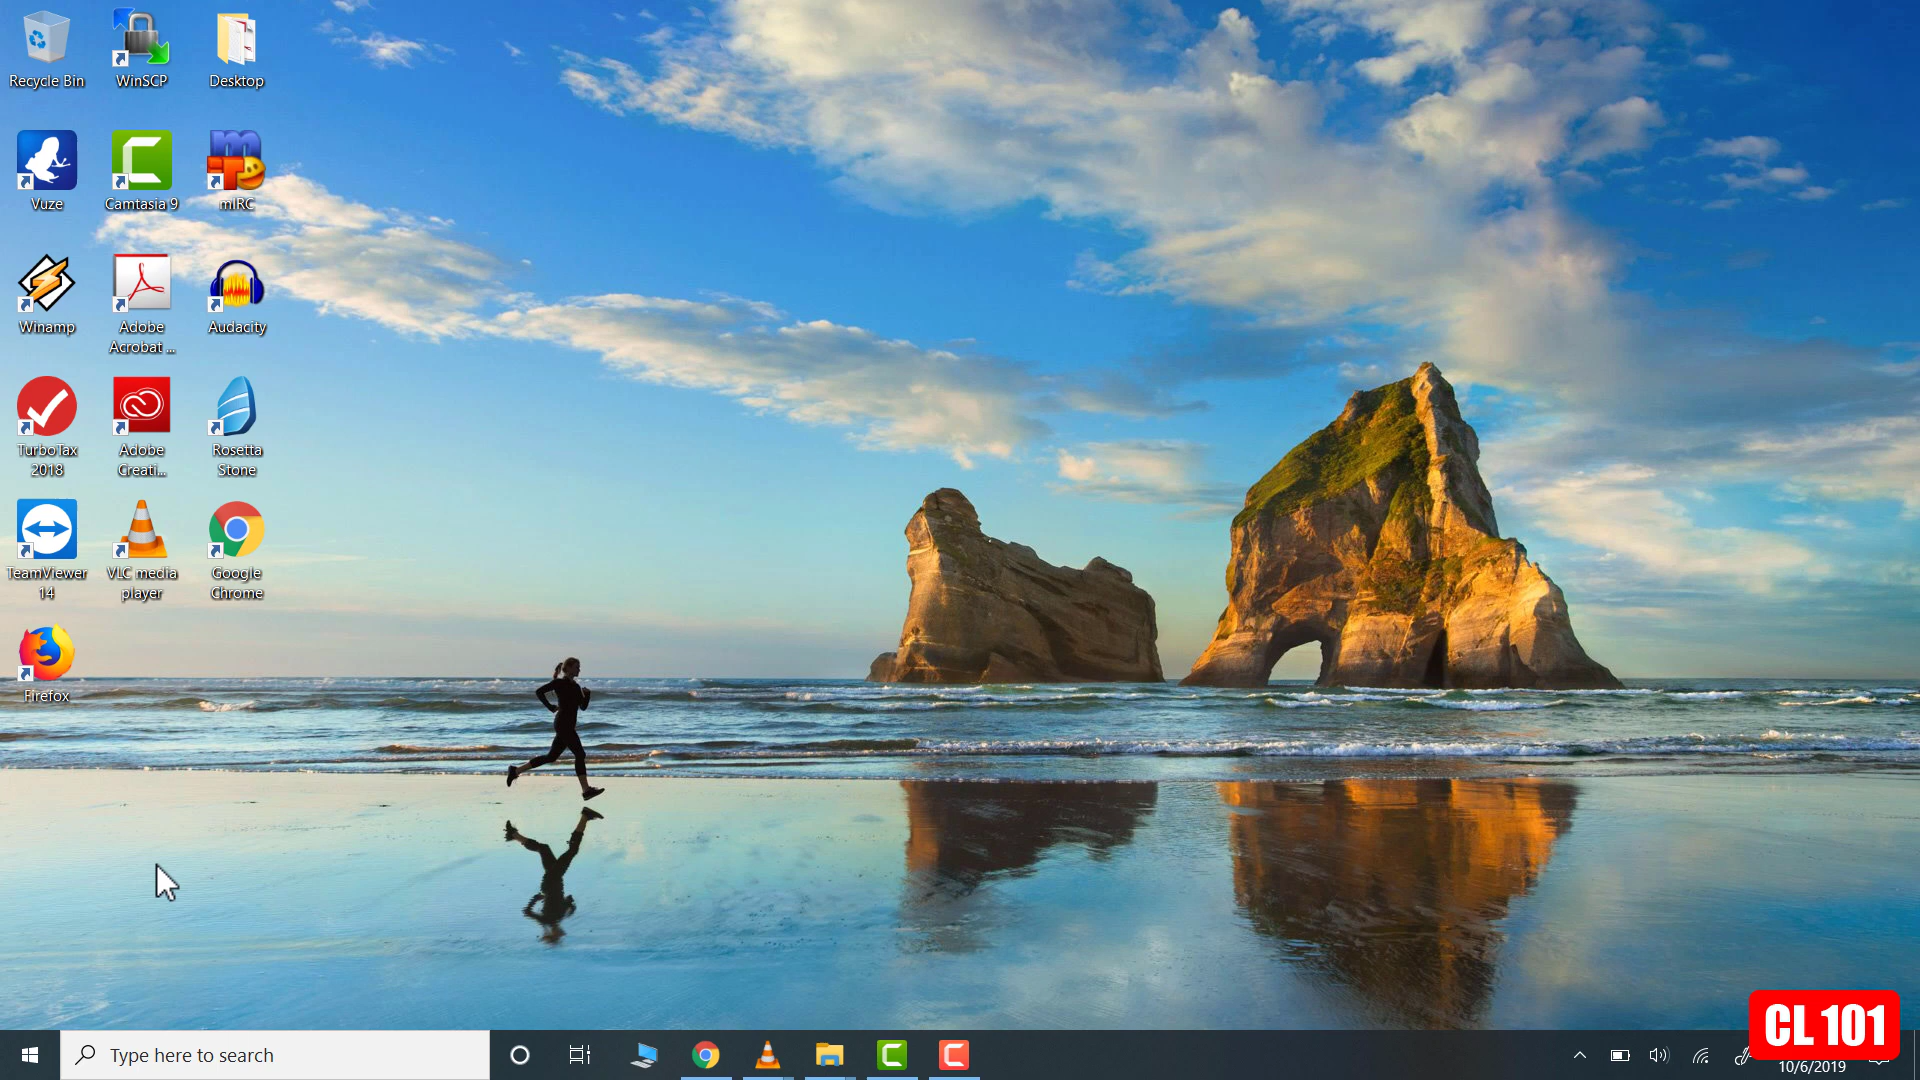 Recycle Bin
WinSCP
Desktop
Vuze
Camtasia 9
mIRC
Winamp
Adobe
Acrobat ...
Audacity
TurboTax
2018
Adobe
Creati...
Rosetta
Stone
TeamViewer
14
VLC media
player
Google
Chrome
Firefox
Type here to search
CL 101
10/6/2019